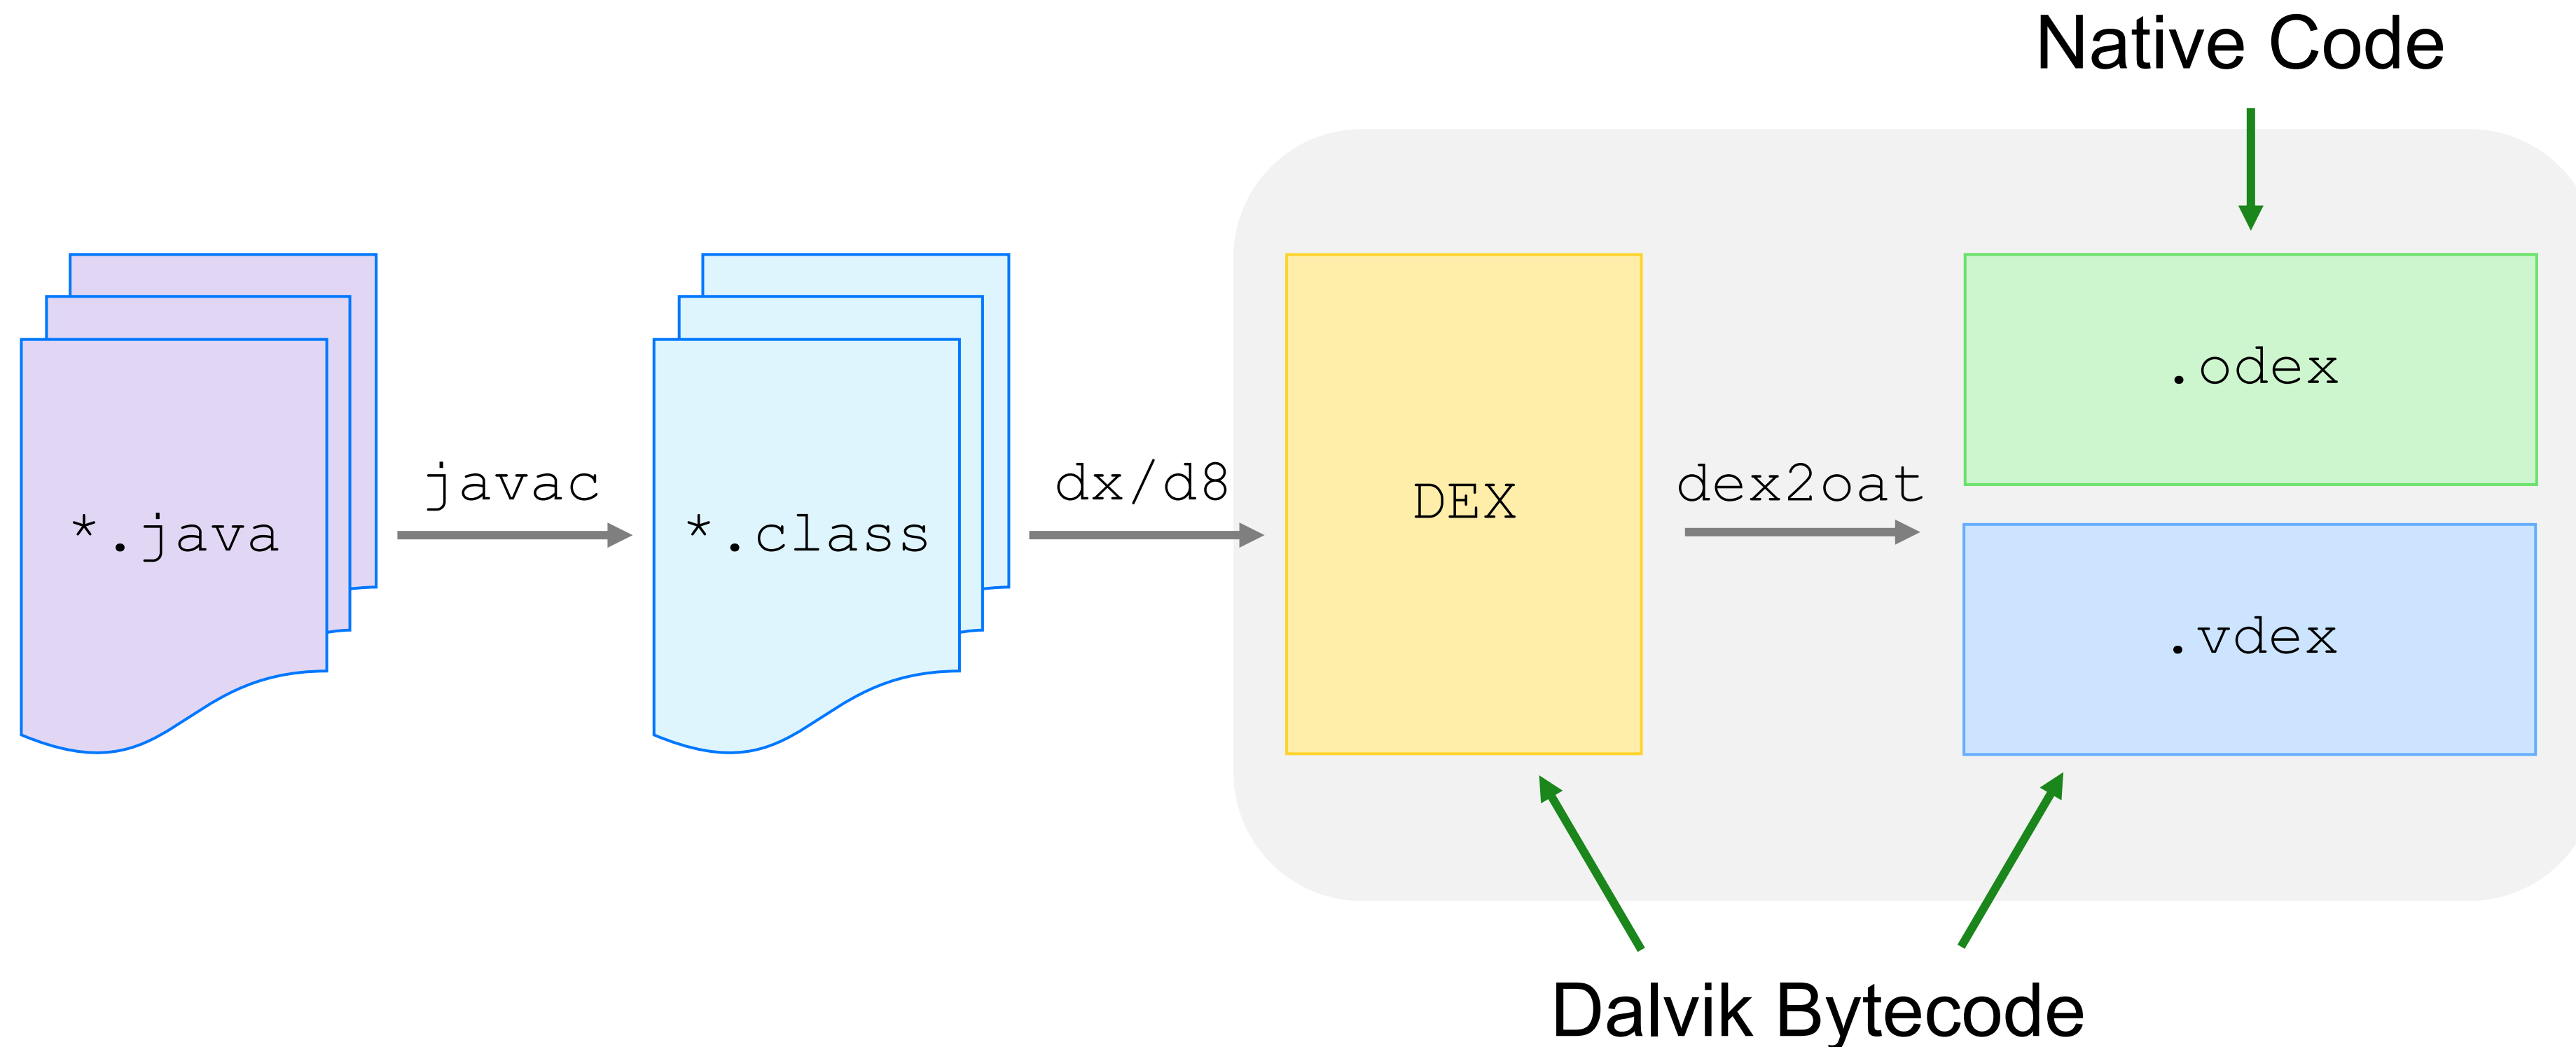 Native Code
*.java
javac
*.class
dx/d8
DEX
dex2oat
.odex
.vdex
Dalvik Bytecode